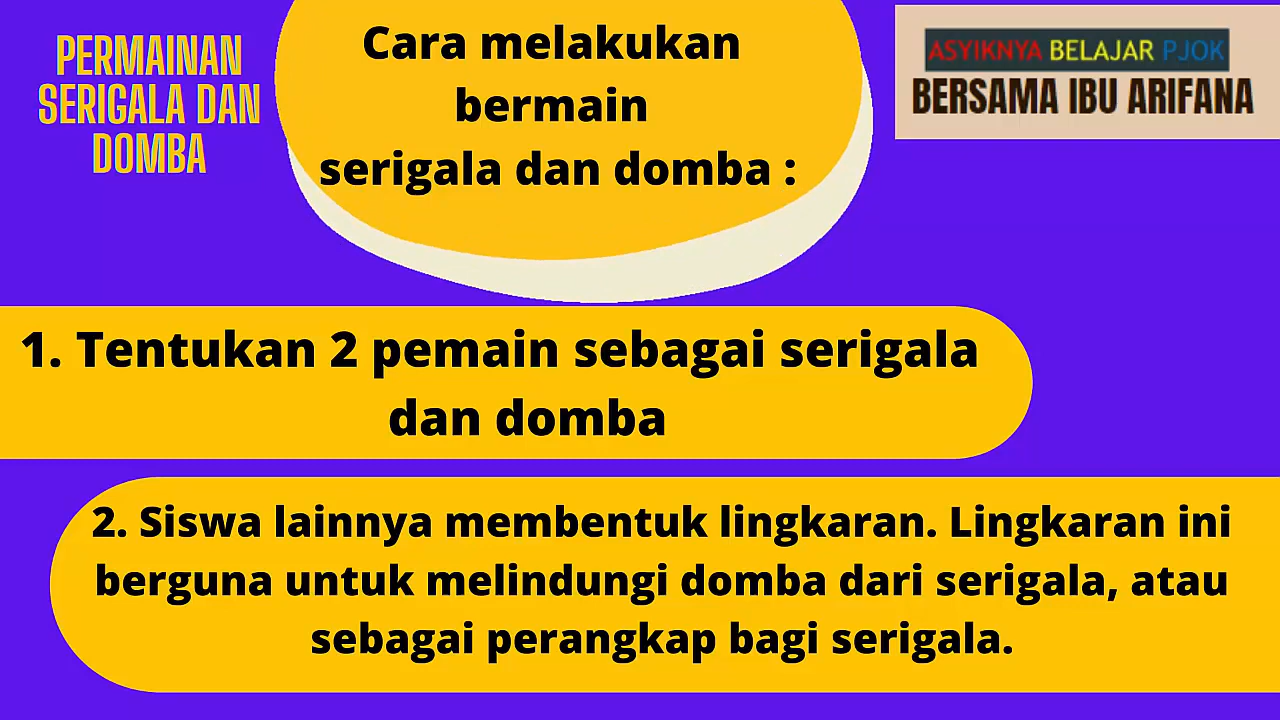 PERMAINAN
SERIGALA DAN
DOMBA
Cara melakukan
bermain
serigala dan domba :
ASYIKNYA BELAJAR PJOK
BERSAMA IBU ARIFANA
1. Tentukan 2 pemain sebagai serigala
dan domba
2. Siswa lainnya membentuk lingkaran. Lingkaran ini
berguna untuk melindungi domba dari serigala, atau
sebagai perangkap bagi serigala.